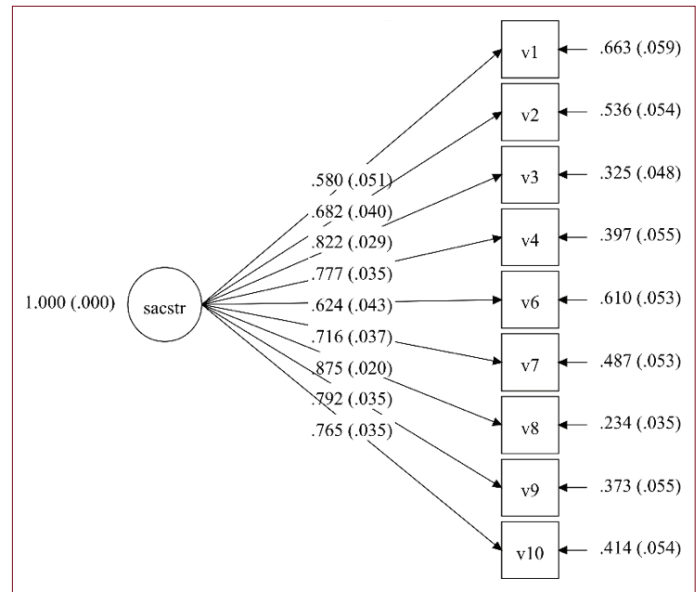 v1
.663 (.059)
v2
.536 (.054)
.580 (.051)
v3
.325 (.048)
.682 (.040)
.822 (.029)
v4
.397 (.055)
.777 (.035)
1.000 (.000)
sacstr
.624 (.043)
v6
.610 (.053)
.716 (.037)
v7
.487 (.053)
.875 (.020)
.792 (.035)
v8
.234 (.035)
.765 (.035)
v9
.373 (.055)
v10
.414 (.054)